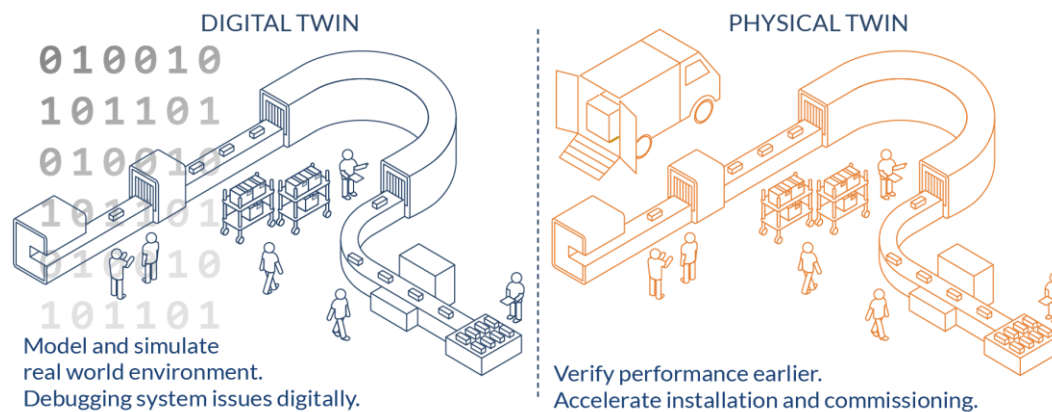 DIGITAL TWIN
010010
101101
010010
101101
010010
101101
Model and simulate
real world environment.
Debugging system issues digitally.
PHYSICAL TWIN
Verify performance earlier.
Accelerate installation and commissioning.